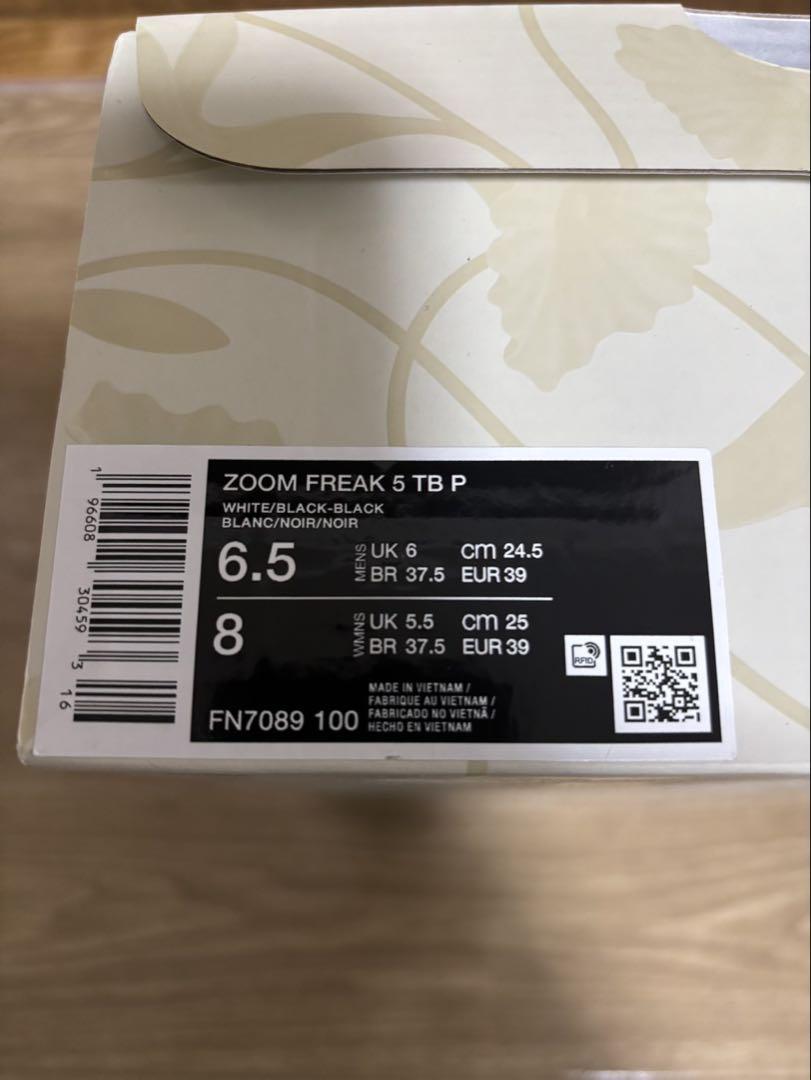 ZOOM FREAK 5 TB P
WHITE/BLACK-BLACK
BLANC/NOIR/NOIR
6.5 MENS UK 6 cm 24.5
BR 37.5 EUR 39
8 WMNS UK 5.5 cm 25
BR 37.5 EUR 39
RFID
MADE IN VIETNAM /
FABRIQUE AU VIETNAM /
FABRICADO NO VIETNÃ /
HECHO EN VIETNAM
FN7089 100
1 96608 30459 3 16